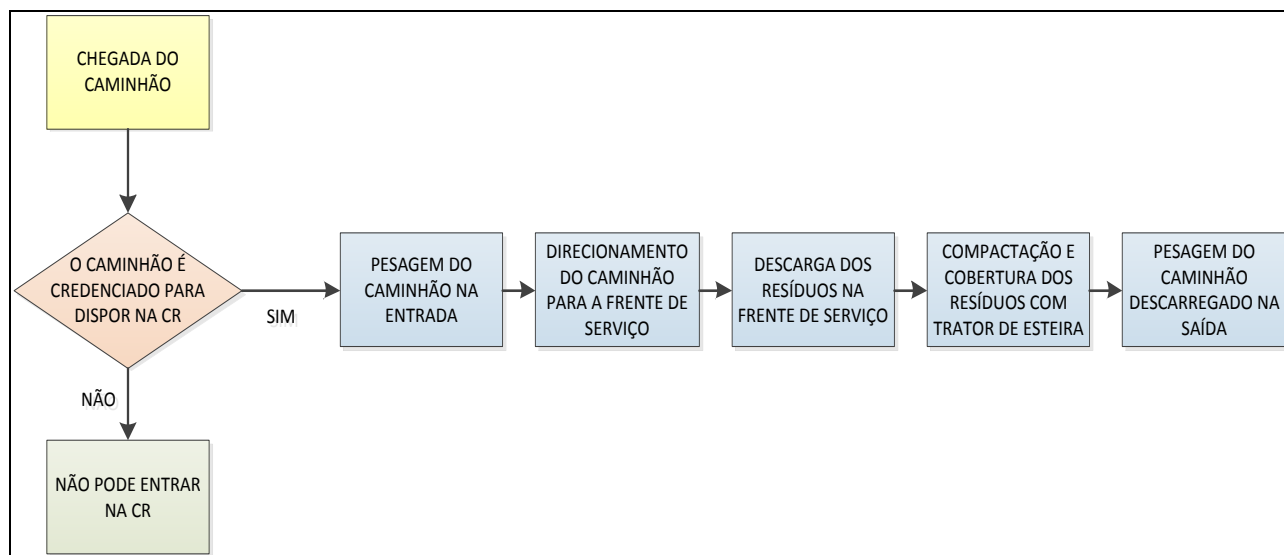 CHEGADA DO
CAMINHÃO
O CAMINHÃO É
CREDENCIADO PARA
DISPOR NA CR
SIM
PESAGEM DO
CAMINHÃO NA
ENTRADA
DIRECIONAMENTO
DO CAMINHÃO
PARA A FRENTE DE
SERVIÇO
DESCARGA DOS
RESÍDUOS NA
FRENTE DE SERVIÇO
COMPACTAÇÃO E
COBERTURA DOS
RESÍDUOS COM
TRATOR DE ESTEIRA
PESAGEM DO
CAMINHÃO
DESCARREGADO NA
SAÍDA
NÃO
NÃO PODE ENTRAR
NA CR